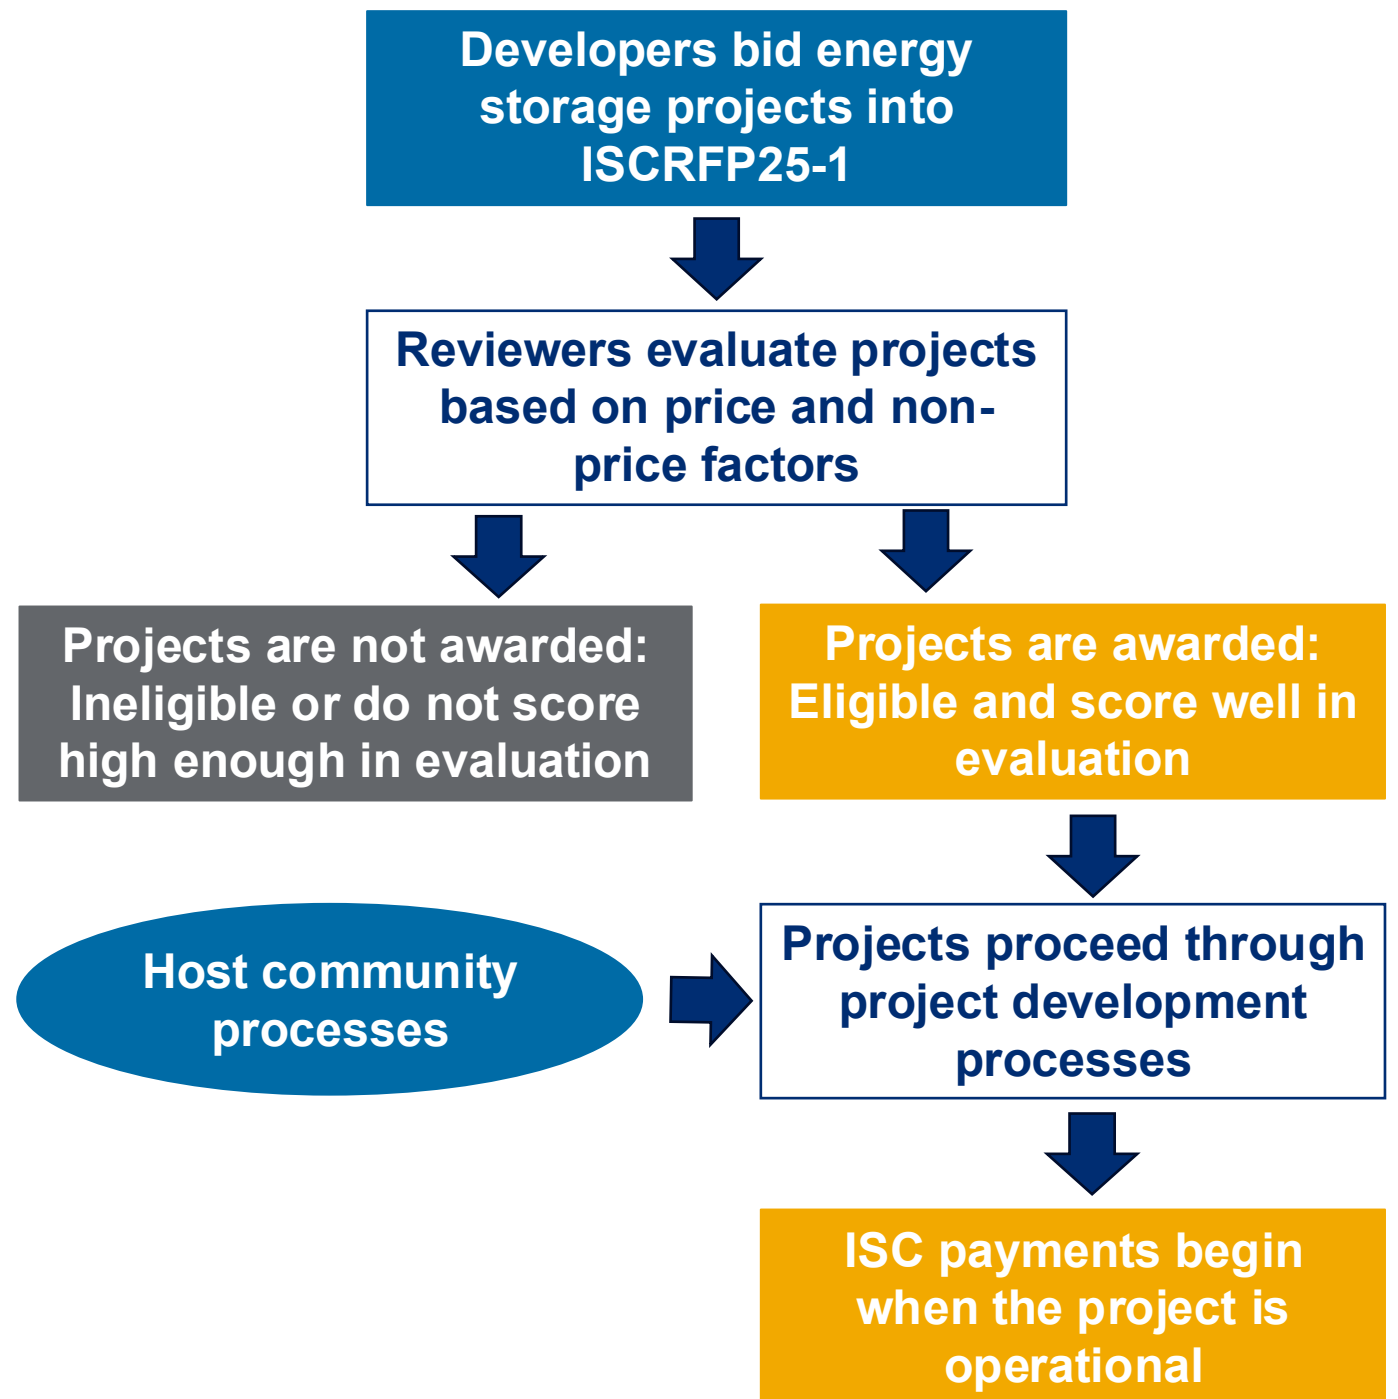 Developers bid energy
storage projects into
ISCRFP25-1
Reviewers evaluate projects
based on price and non-
price factors
Projects are not awarded:
Ineligible or do not score
high enough in evaluation
Projects are awarded:
Eligible and score well in
evaluation
Host community
processes
Projects proceed through
project development
processes
ISC payments begin
when the project is
operational